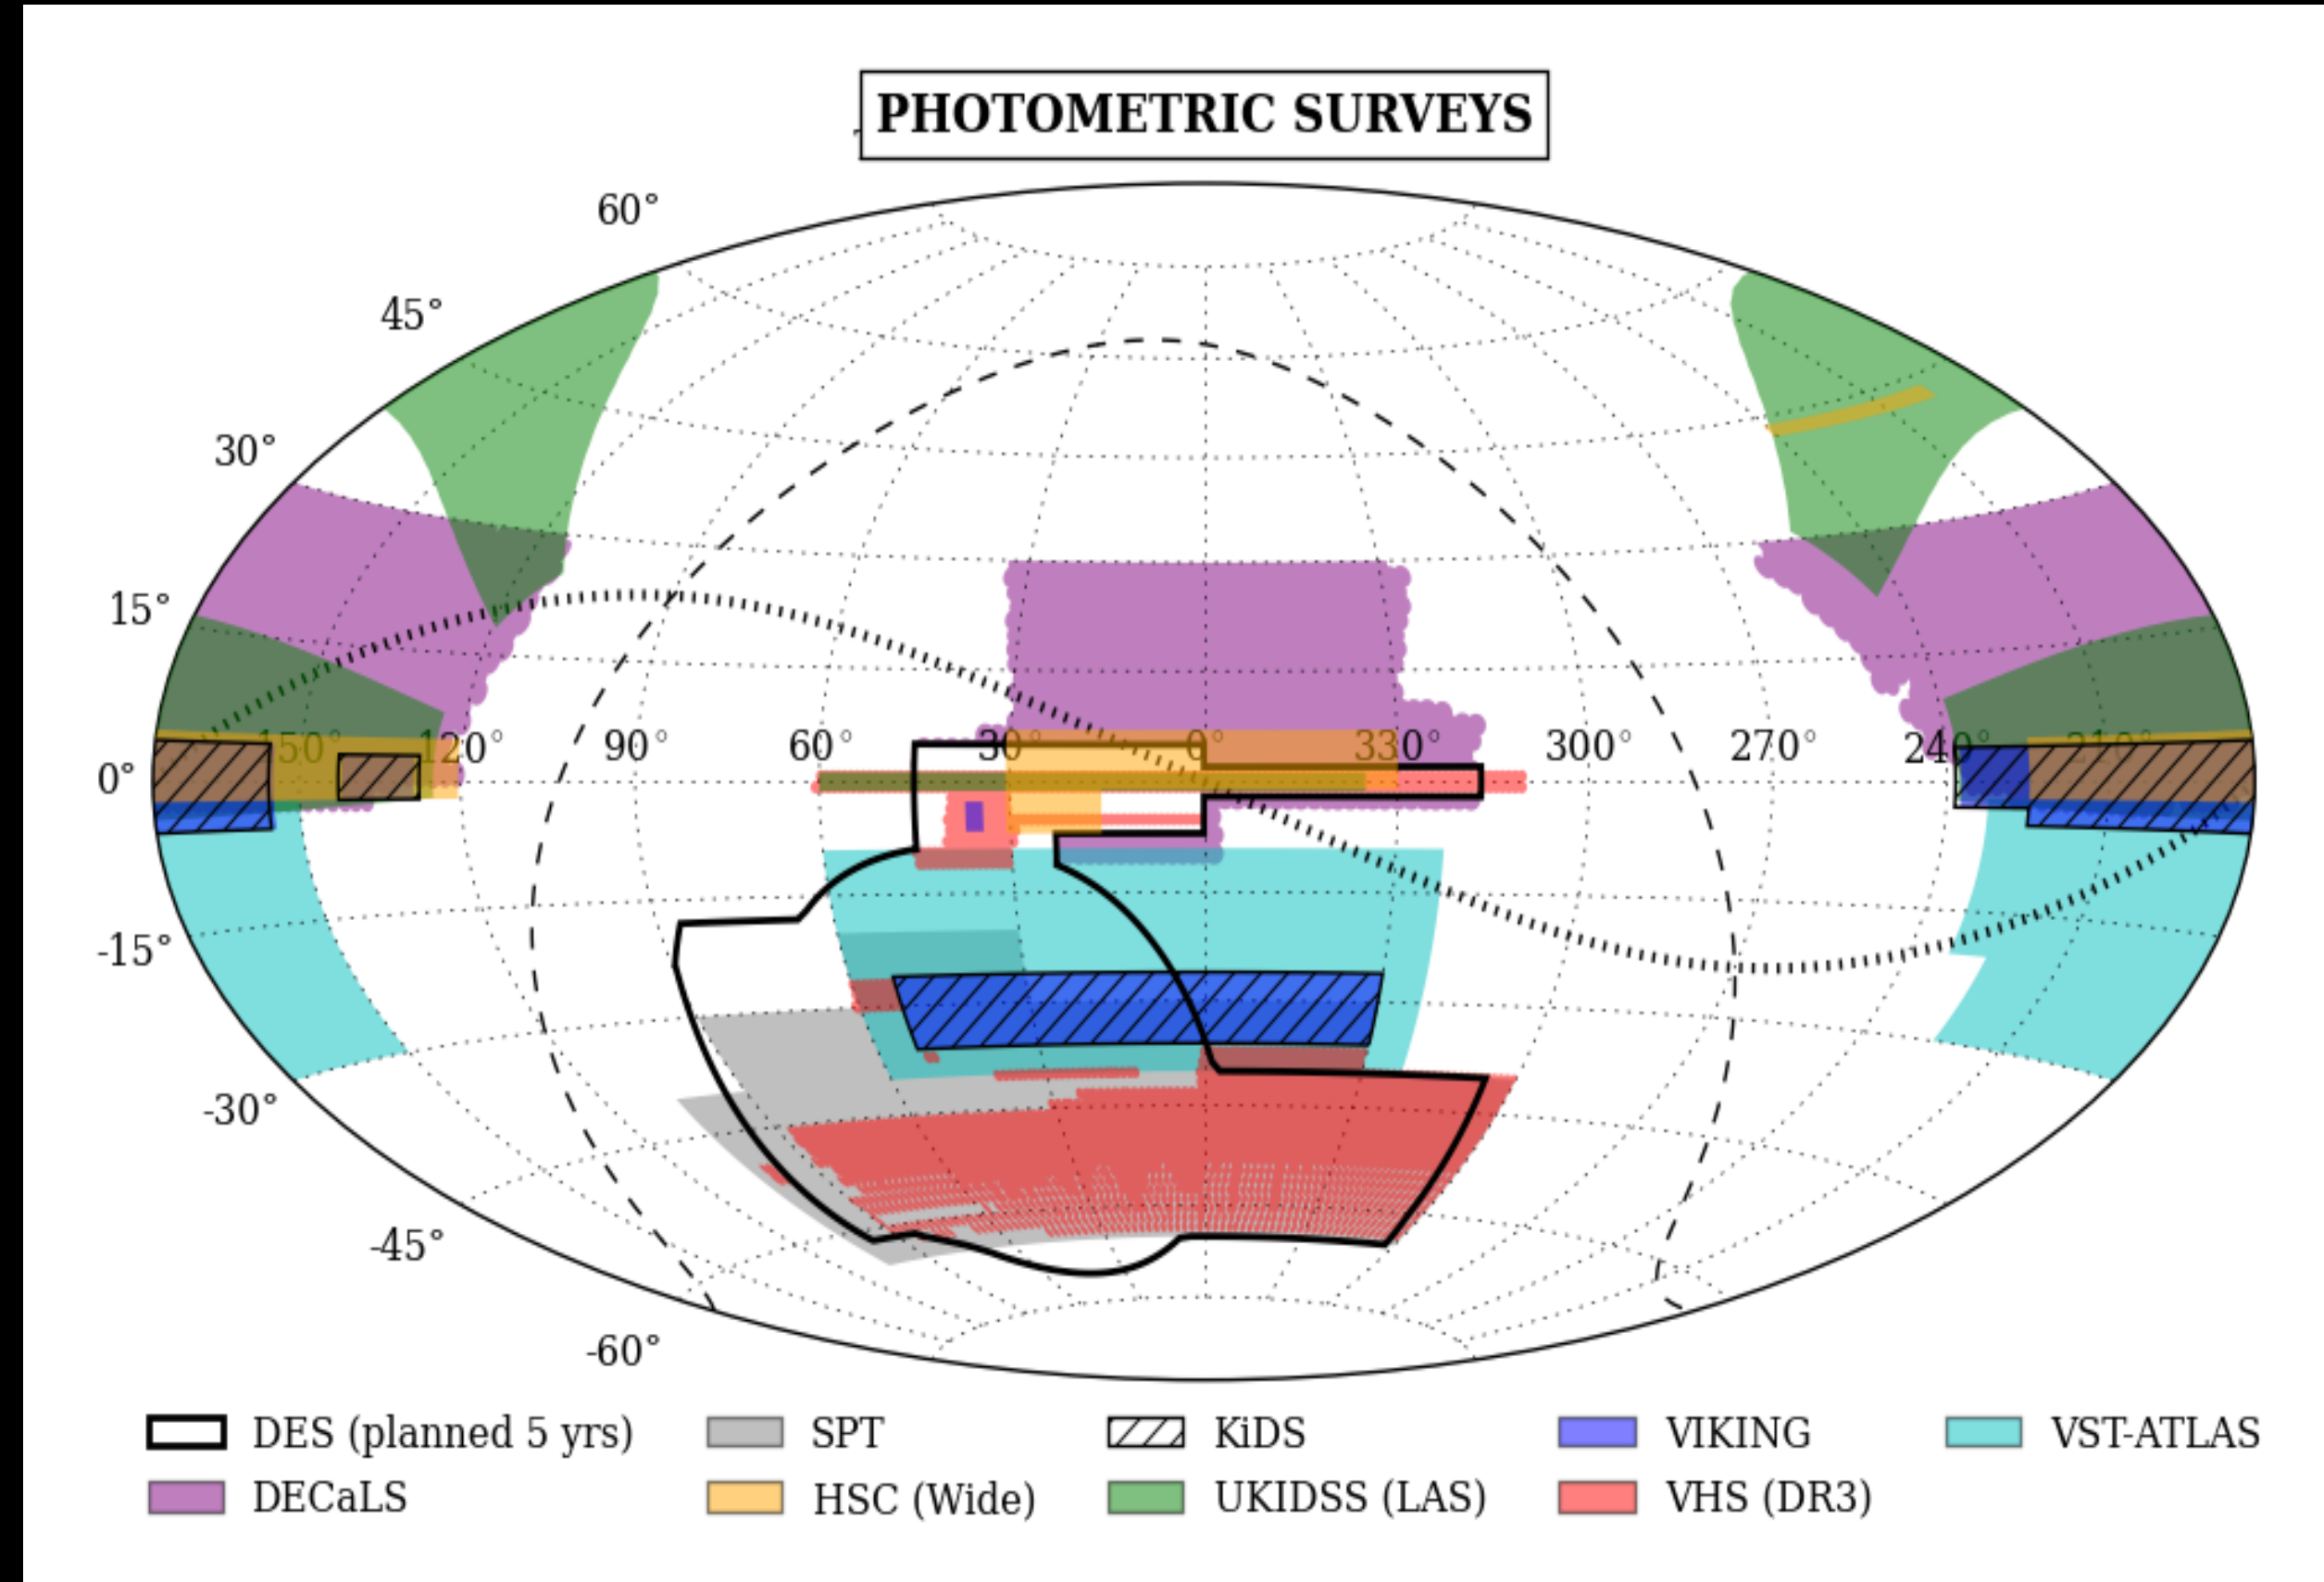 PHOTOMETRIC SURVEYS
60°
45°
30°
15°
150° 120° 90° 60° 30° 0° 330° 300° 270° 240° 210°
0°
-15°
-30°
-45°
-60°
DES (planned 5 yrs) SPT KiDS VIKING VST-ATLAS
DECaLS HSC (Wide) UKIDSS (LAS) VHS (DR3)